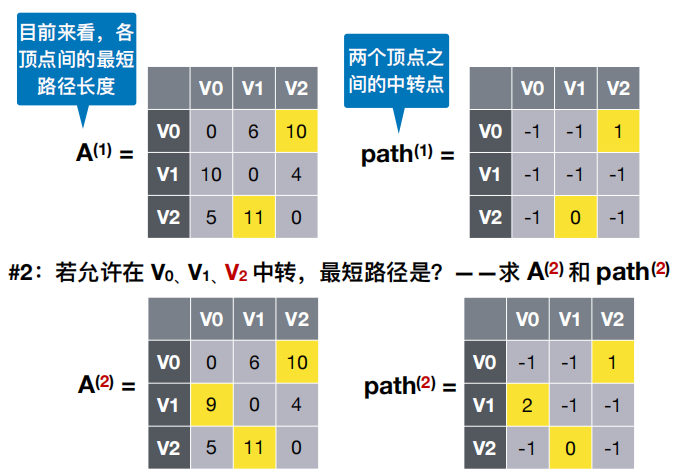 目前来看，各
顶点间的最短
路径长度
两个顶点之
间的中转点
A(1) =
V0 V1 V2
V0 0 6 10
V1 10 0 4
V2 5 11 0
path(1) =
V0 V1 V2
V0 -1 -1 1
V1 -1 -1 -1
V2 -1 0 -1
#2：若允许在 V0、V1、V2 中转，最短路径是？——求 A(2) 和 path(2)
A(2) =
V0 V1 V2
V0 0 6 10
V1 9 0 4
V2 5 11 0
path(2) =
V0 V1 V2
V0 -1 -1 1
V1 2 -1 -1
V2 -1 0 -1